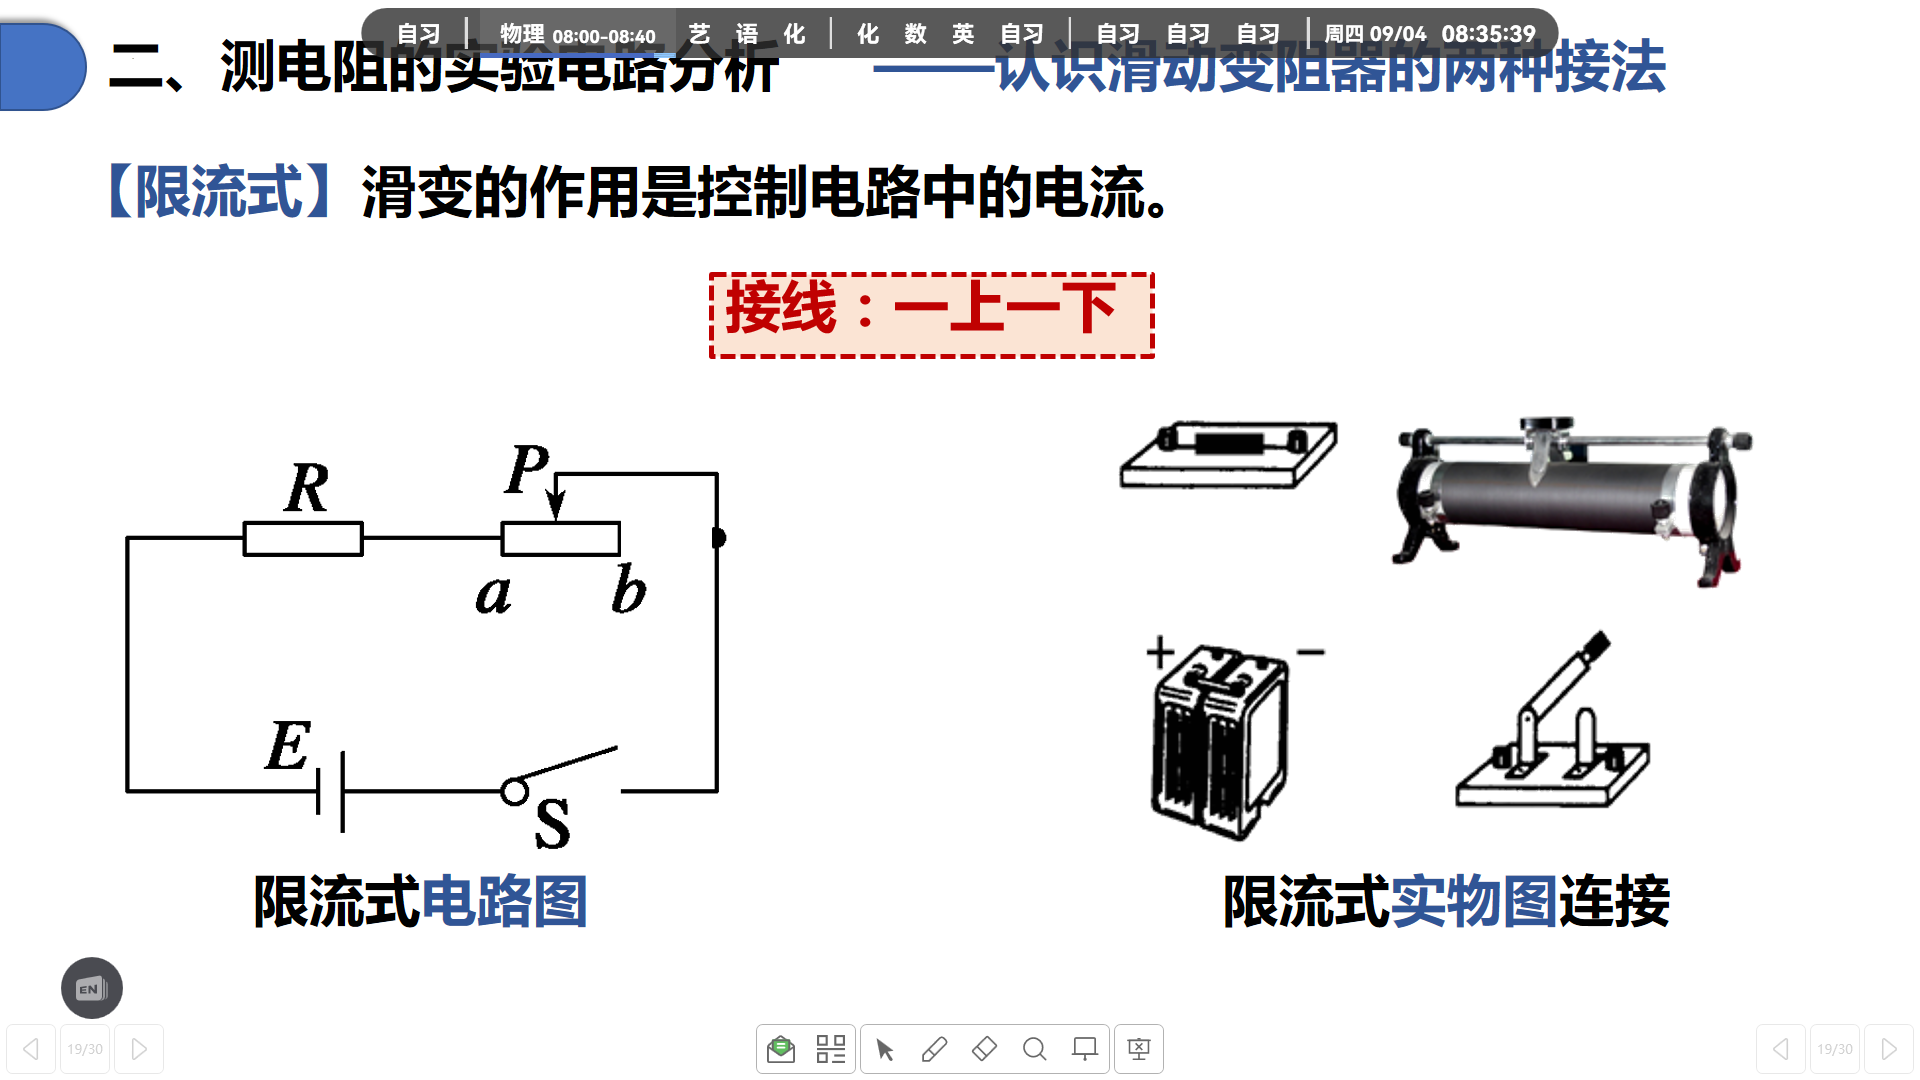 自习 物理 08:00-08:40 艺 语 化 化 数 英 自习 自习 自习 自习 周四 09/04 08:35:39
二、测电阻的实验电路分析 ——认识滑动变阻器的两种接法
【限流式】滑变的作用是控制电路中的电流。
接线：一上一下
R
P
a
b
E
S
+
−
限流式电路图
限流式实物图连接
EN
19/30
19/30